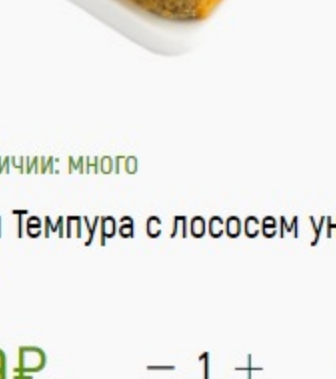 ичии: много
Темпура с лососем ун
₽ — 1 +